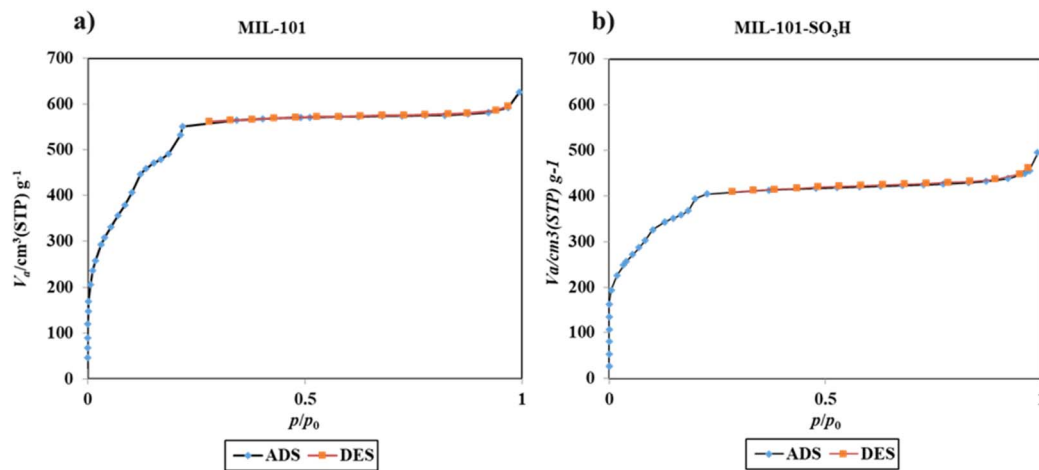 a)
MIL-101
700
600
500
400
300
200
100
0
Va/cm³(STP) g⁻¹
0
0.5
1
p/p₀
ADS DES
b)
MIL-101-SO₃H
700
600
500
400
300
200
100
0
Va/cm3(STP) g-1
0
0.5
p/p₀
ADS DES